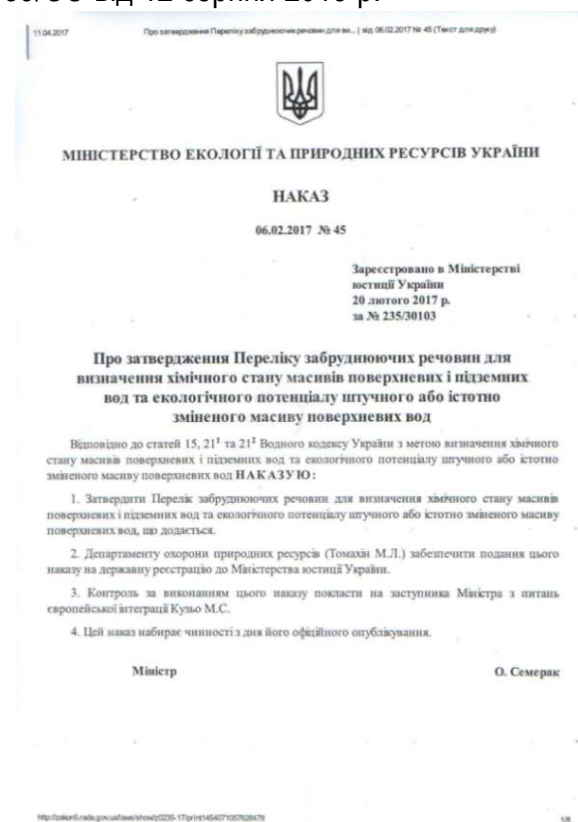 від 12 серпня
11.04.2017 Про затвердження Переліку забруднюючих речовин для ви... | від 06.02.2017 № 45 (Текст для друку)
МІНІСТЕРСТВО ЕКОЛОГІЇ ТА ПРИРОДНИХ РЕСУРСІВ УКРАЇНИ
НАКАЗ
06.02.2017 № 45
Зареєстровано в Міністерстві
юстиції України
20 лютого 2017 р.
за № 235/30103
Про затвердження Переліку забруднюючих речовин для
визначення хімічного стану масивів поверхневих і підземних
вод та екологічного потенціалу штучного або істотно
зміненого масиву поверхневих вод
Відповідно до статей 15, 21¹ та 21² Водного кодексу України з метою визначення хімічного
стану масивів поверхневих і підземних вод та екологічного потенціалу штучного або істотно
зміненого масиву поверхневих вод НАКАЗУЮ:
1. Затвердити Перелік забруднюючих речовин для визначення хімічного стану масивів
поверхневих і підземних вод та екологічного потенціалу штучного або істотно зміненого масиву
поверхневих вод, що додається.
2. Департаменту охорони природних ресурсів (Томахін М.Л.) забезпечити подання цього
наказу на державну реєстрацію до Міністерства юстиції України.
3. Контроль за виконанням цього наказу покласти на заступника Міністра з питань
європейської інтеграції Кузьо М.С.
4. Цей наказ набирає чинності з дня його офіційного опублікування.
Міністр О. Семерак
1/8